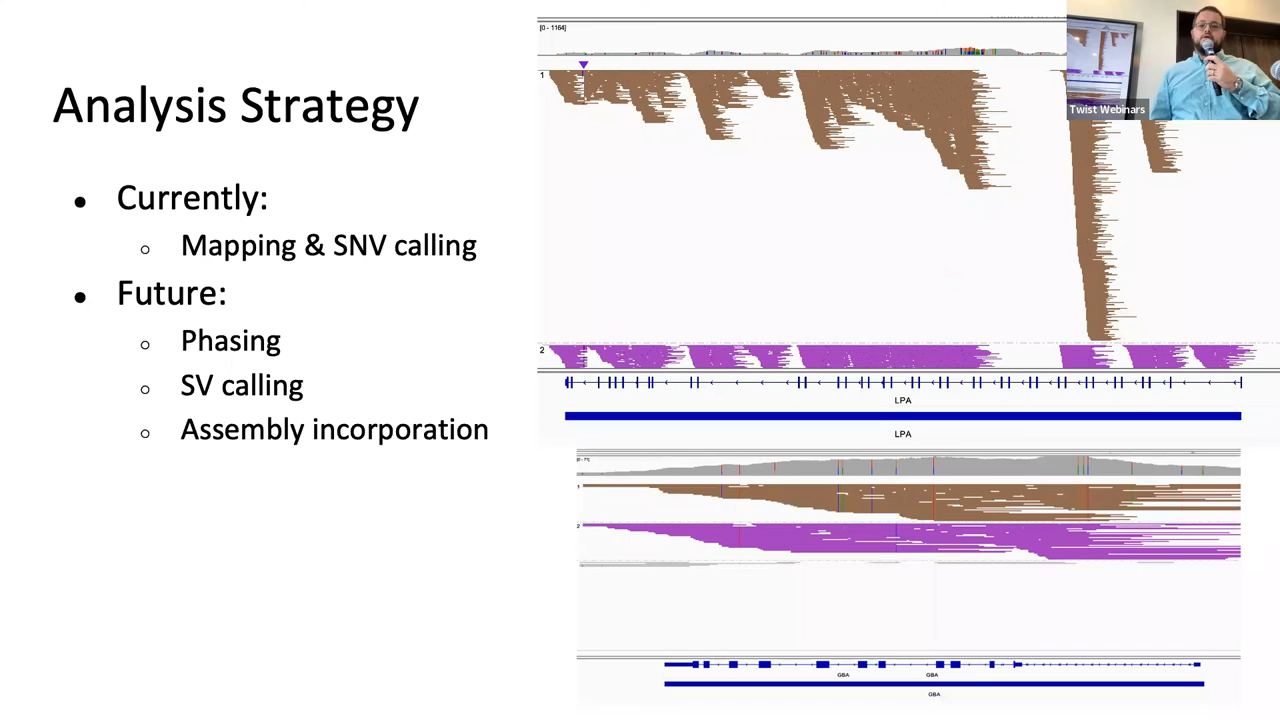 Analysis Strategy
● Currently:
○ Mapping & SNV calling
● Future:
○ Phasing
○ SV calling
○ Assembly incorporation
[0 - 1164]
1
2
LPA
LPA
1
2
GBA GBA
GBA
Twist Webinars